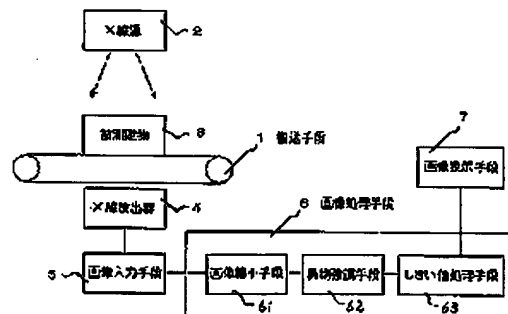 X線源
2
被測定物
3
1 搬送手段
7
画像表示手段
X線検出器
4
6 画像処理手段
5
画像入力手段
画像縮小手段
異物強調手段
しきい値処理手段
61
62
63